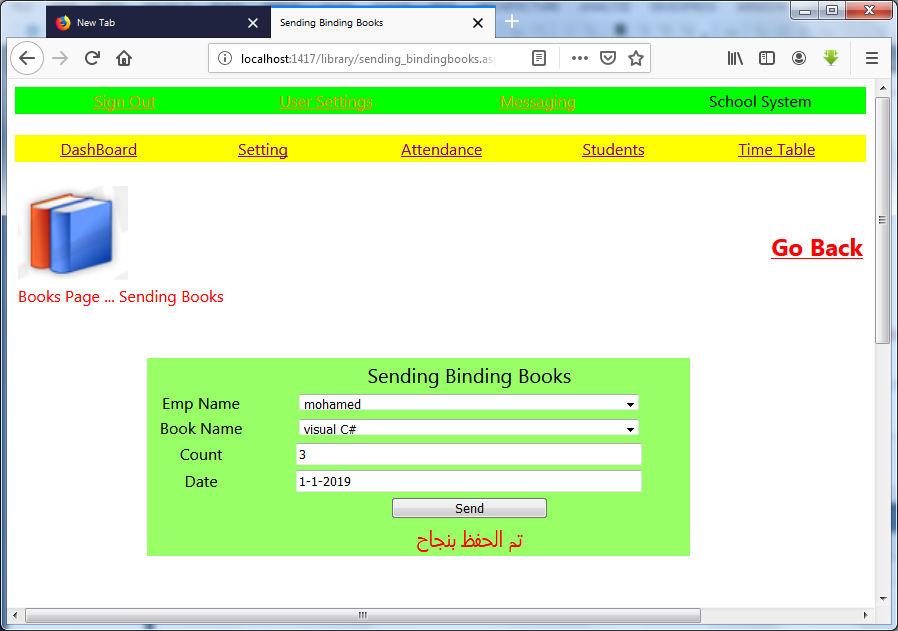 New Tab
Sending Binding Books
localhost:1417/library/sending_bindingbooks.as
Sign Out User Settings Messaging School System
DashBoard Setting Attendance Students Time Table
Go Back
Books Page ... Sending Books
Sending Binding Books
Emp Name mohamed
Book Name visual C#
Count 3
Date 1-1-2019
Send
تم الحفظ بنجاح